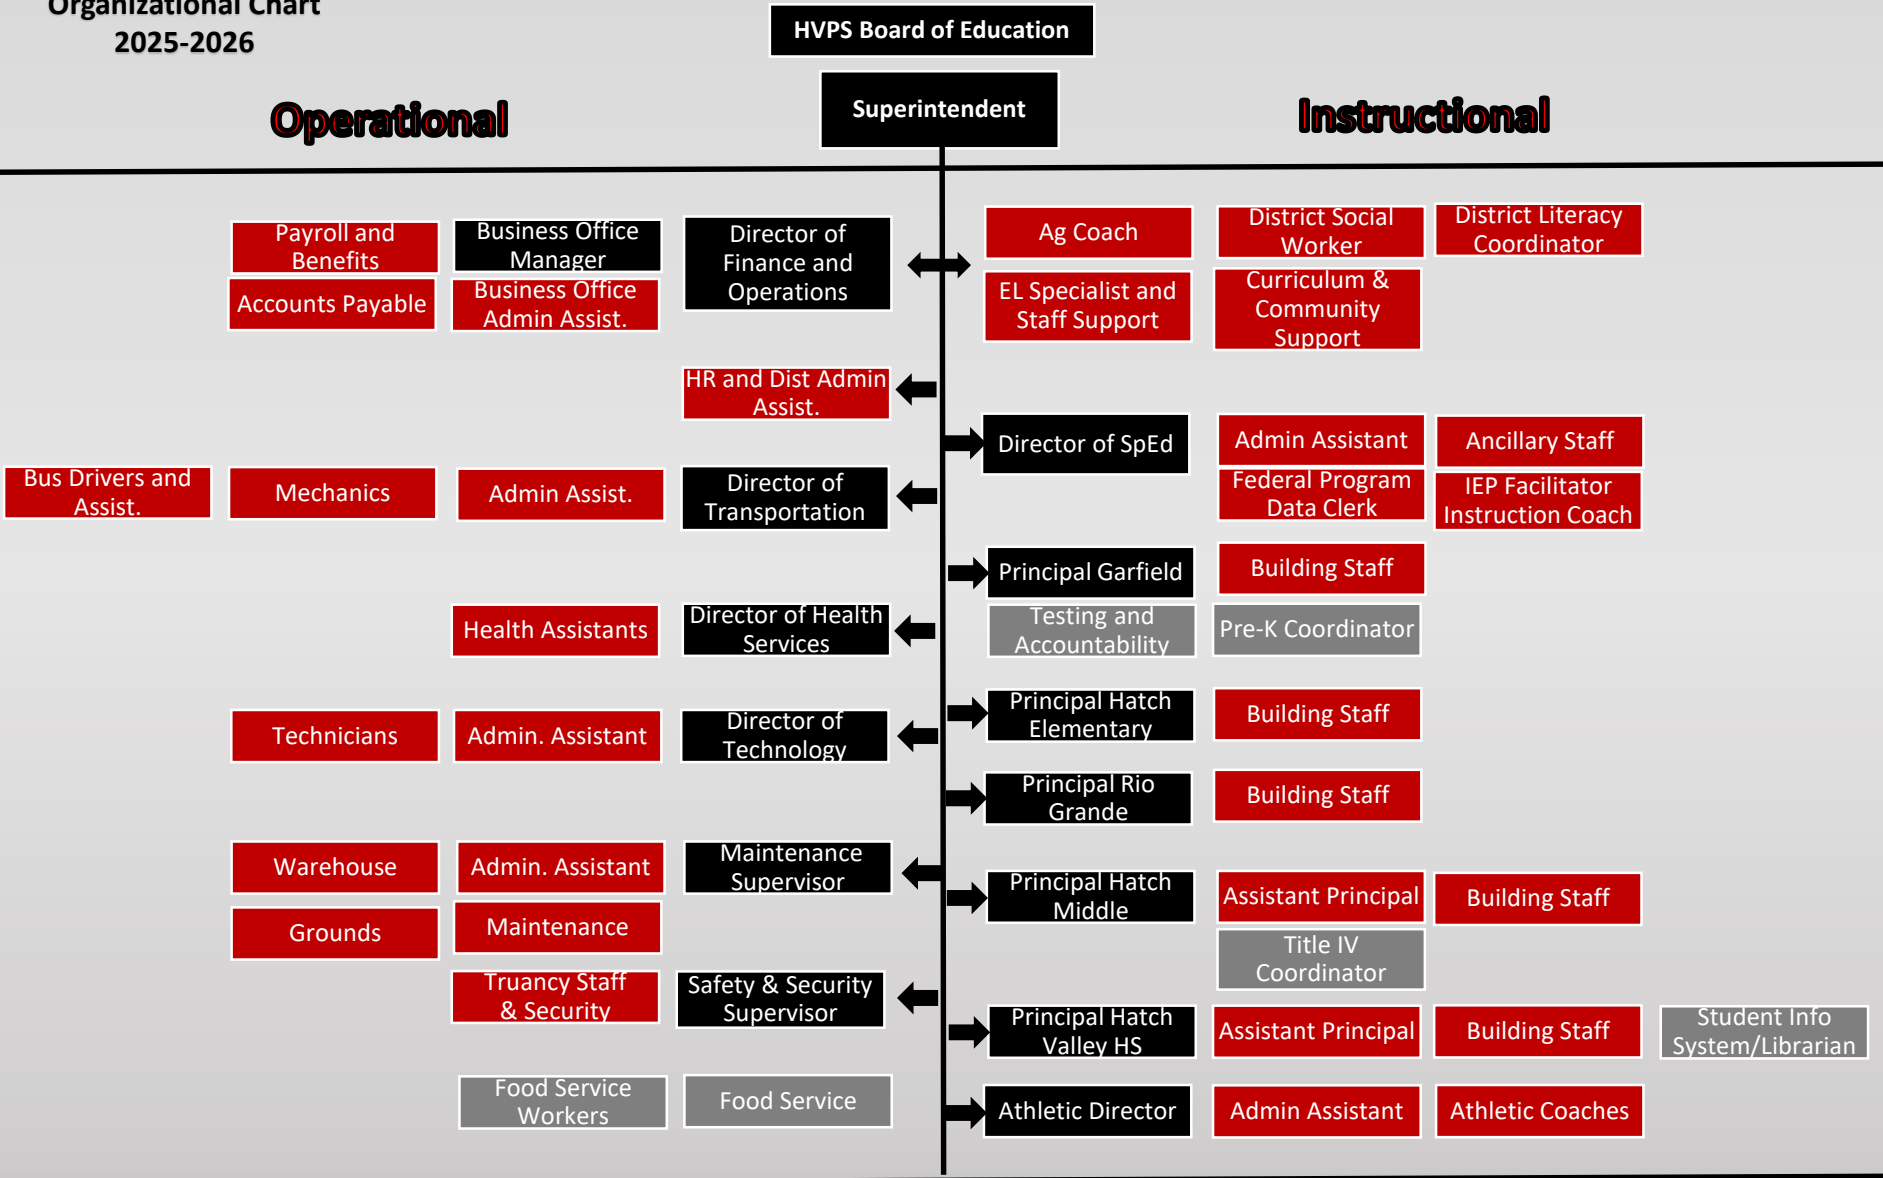 Organizational Chart
2025-2026
HVPS Board of Education
Superintendent
Operational
Instructional
Payroll and
Benefits
Business Office
Manager
Director of
Finance and
Operations
Accounts Payable
Business Office
Admin Assist.
Ag Coach
District Social
Worker
District Literacy
Coordinator
EL Specialist and
Staff Support
Curriculum &
Community
Support
HR and Dist Admin
Assist.
Director of SpEd
Admin Assistant
Ancillary Staff
Federal Program
Data Clerk
IEP Facilitator
Instruction Coach
Bus Drivers and
Assist.
Mechanics
Admin Assist.
Director of
Transportation
Principal Garfield
Building Staff
Testing and
Accountability
Pre-K Coordinator
Health Assistants
Director of Health
Services
Principal Hatch
Elementary
Building Staff
Technicians
Admin. Assistant
Director of
Technology
Principal Rio
Grande
Building Staff
Warehouse
Admin. Assistant
Maintenance
Supervisor
Grounds
Maintenance
Principal Hatch
Middle
Assistant Principal
Building Staff
Title IV
Coordinator
Truancy Staff
& Security
Safety & Security
Supervisor
Principal Hatch
Valley HS
Assistant Principal
Building Staff
Student Info
System/Librarian
Food Service
Workers
Food Service
Athletic Director
Admin Assistant
Athletic Coaches